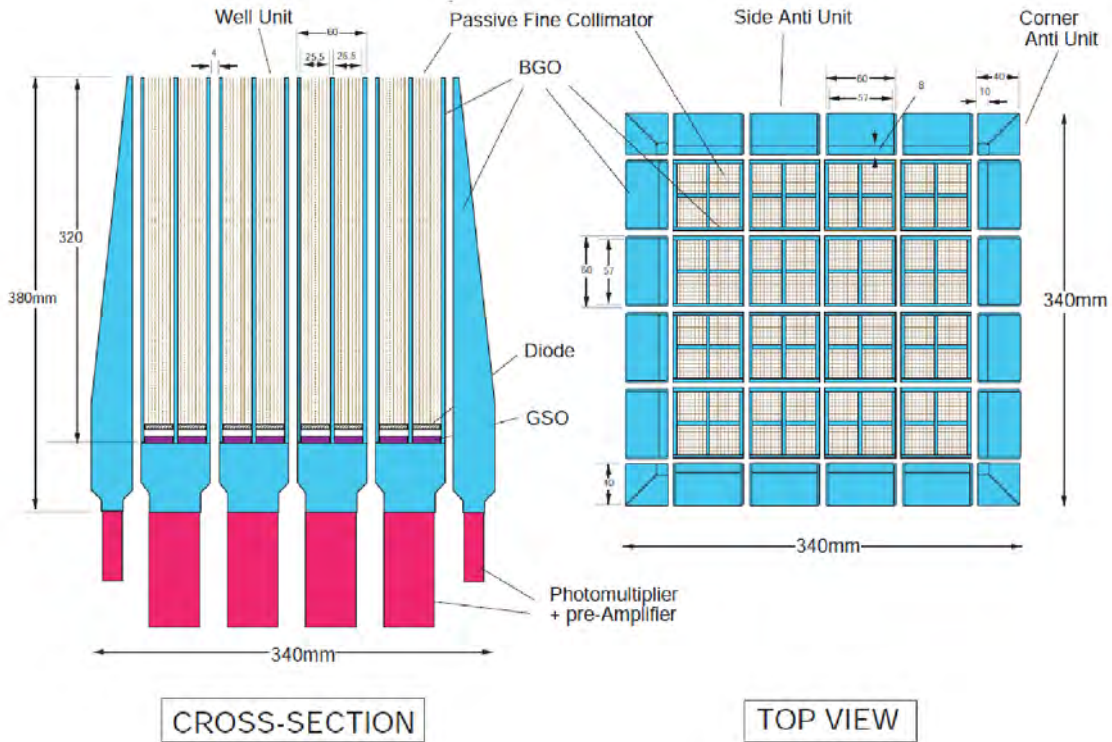 Well Unit
Passive Fine Collimator
Side Anti Unit
Corner
Anti Unit
60
4
25,5
25,5
BGO
60
57
8
40
10
320
380mm
60
57
340mm
Diode
GSO
40
340mm
Photomultiplier
+ pre-Amplifier
340mm
CROSS-SECTION
TOP VIEW